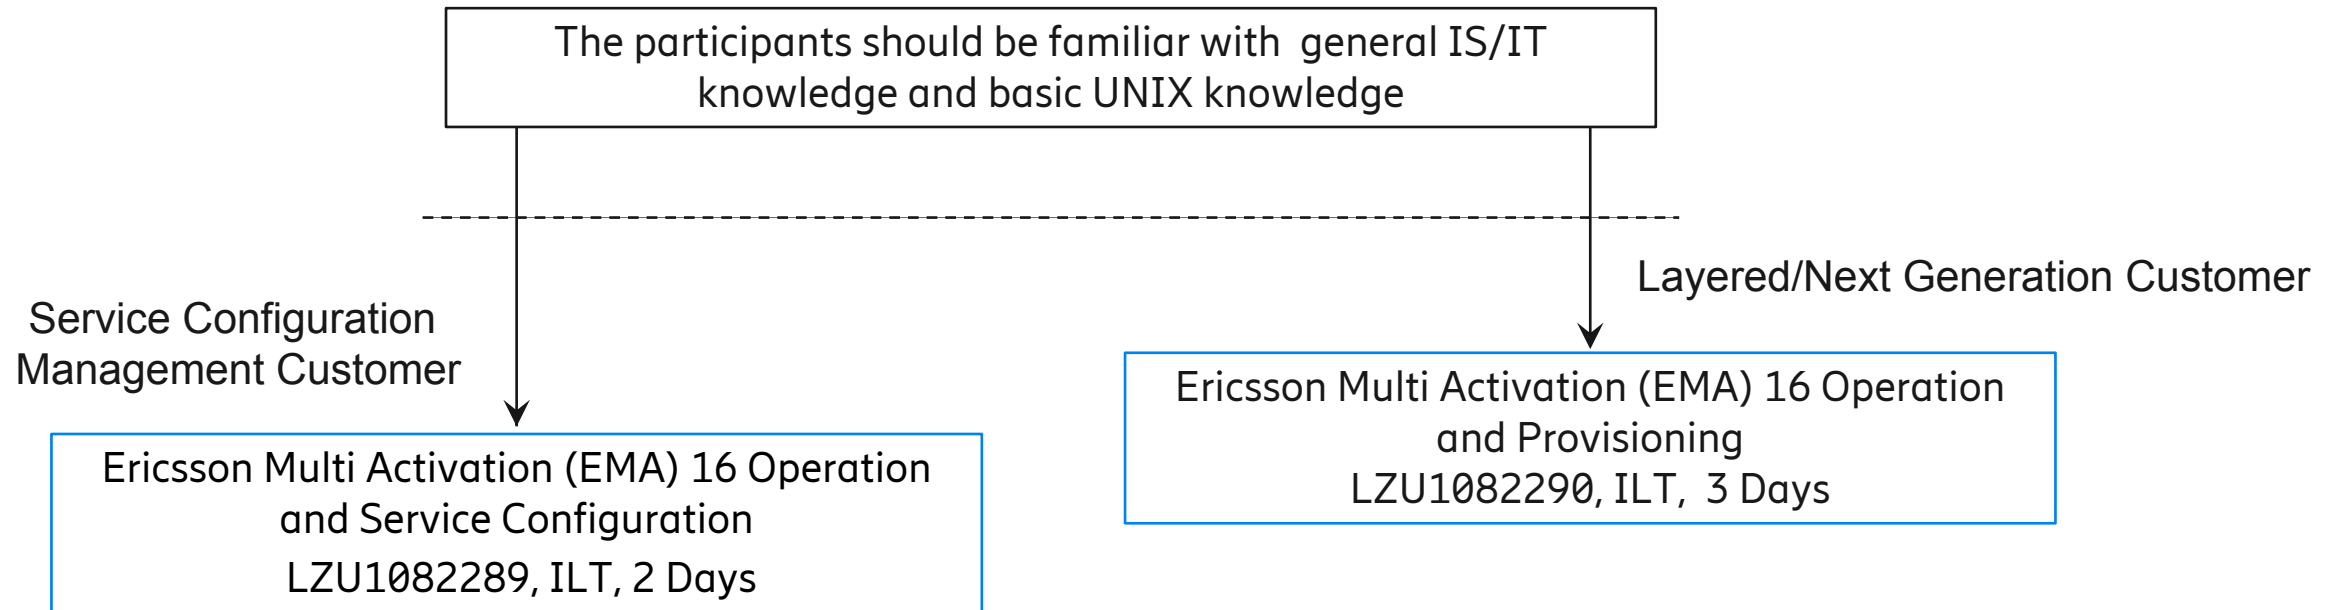 The participants should be familiar with general IS/IT
knowledge and basic UNIX knowledge
Layered/Next Generation Customer
Service Configuration
Management Customer
Ericsson Multi Activation (EMA) 16 Operation
and Provisioning
LZU1082290, ILT, 3 Days
Ericsson Multi Activation (EMA) 16 Operation
and Service Configuration
LZU1082289, ILT, 2 Days